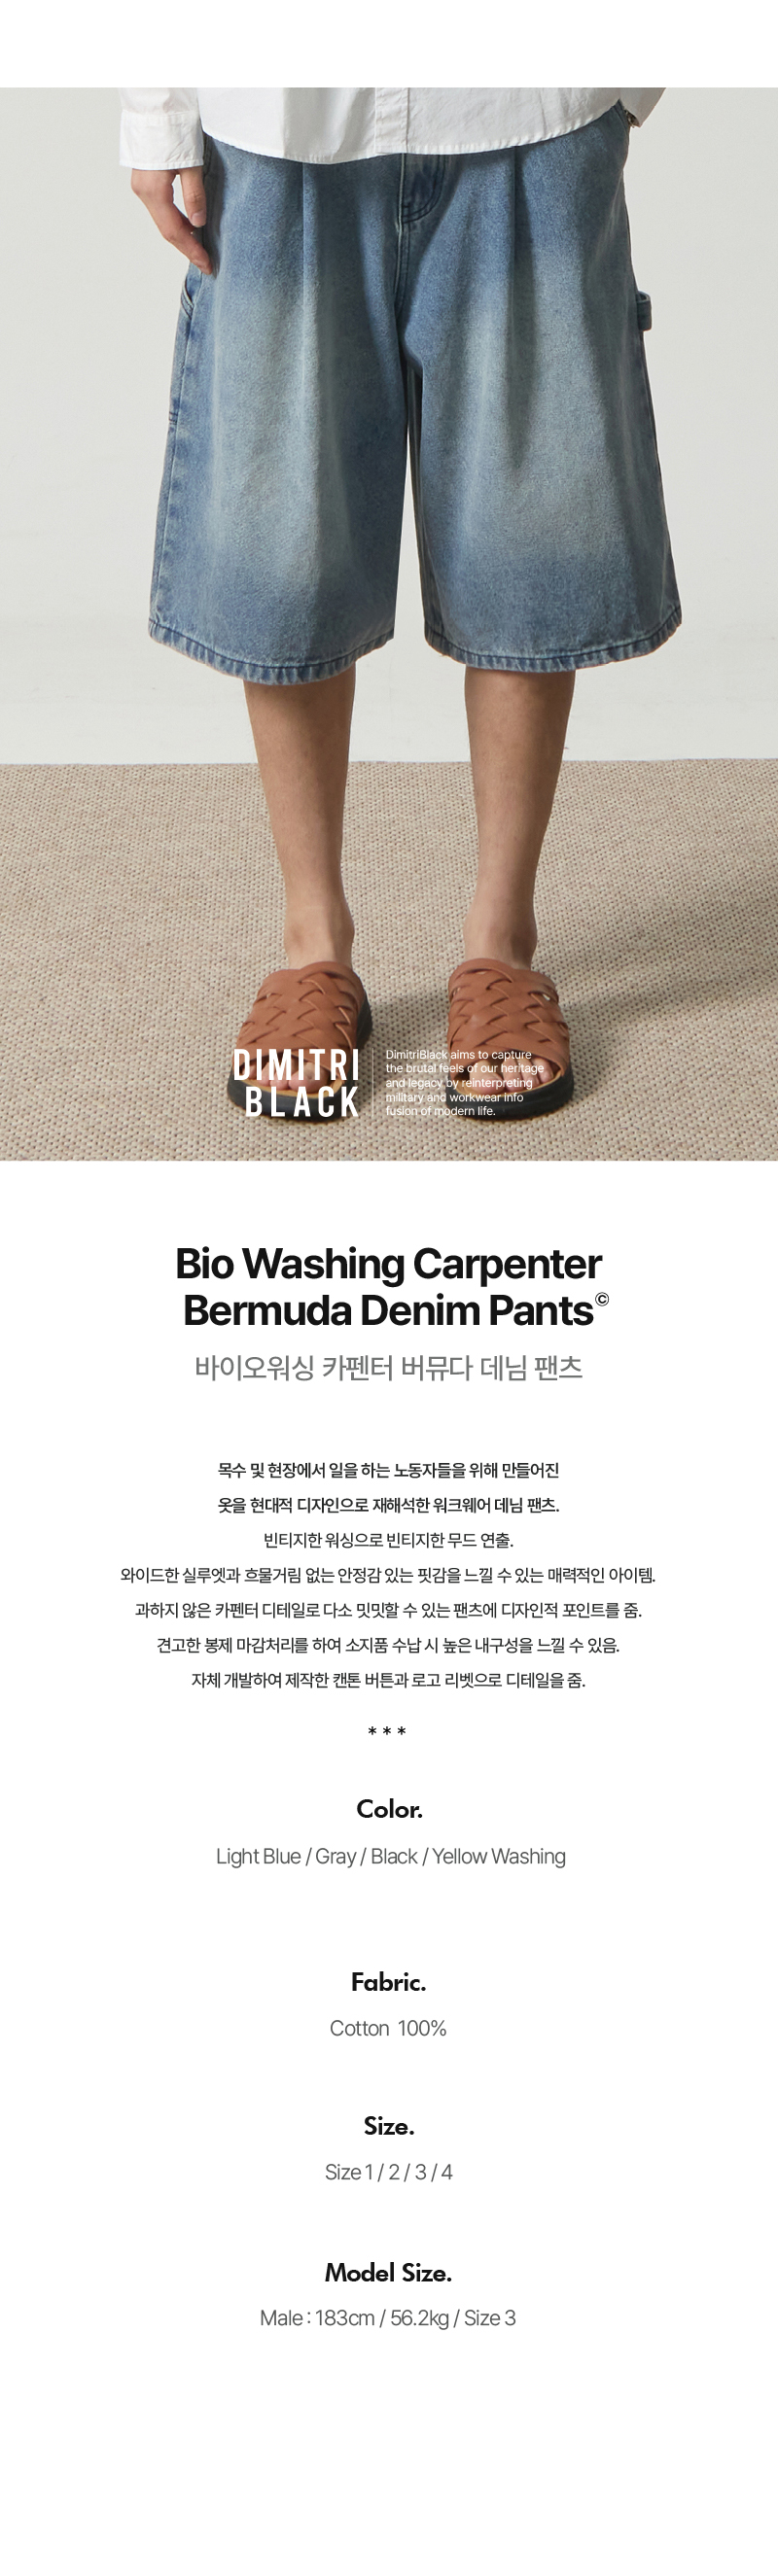 DIMITRI
BLACK
DimitriBlack aims to capture
the brutal feels of our heritage
and legacy by reinterpreting
military and workwear info
fusion of modern life.
Bio Washing Carpenter
Bermuda Denim Pants©
바이오워싱 카펜터 버뮤다 데님 팬츠
목수 및 현장에서 일을 하는 노동자들을 위해 만들어진
옷을 현대적 디자인으로 재해석한 워크웨어 데님 팬츠.
빈티지한 워싱으로 빈티지한 무드 연출.
와이드한 실루엣과 흐물거림 없는 안정감 있는 핏감을 느낄 수 있는 매력적인 아이템.
과하지 않은 카펜터 디테일로 다소 밋밋할 수 있는 팬츠에 디자인적 포인트를 줌.
견고한 봉제 마감처리를 하여 소지품 수납 시 높은 내구성을 느낄 수 있음.
자체 개발하여 제작한 캔톤 버튼과 로고 리벳으로 디테일을 줌.
* * *
Color.
Light Blue / Gray / Black / Yellow Washing
Fabric.
Cotton 100%
Size.
Size 1 / 2 / 3 / 4
Model Size.
Male : 183cm / 56.2kg / Size 3